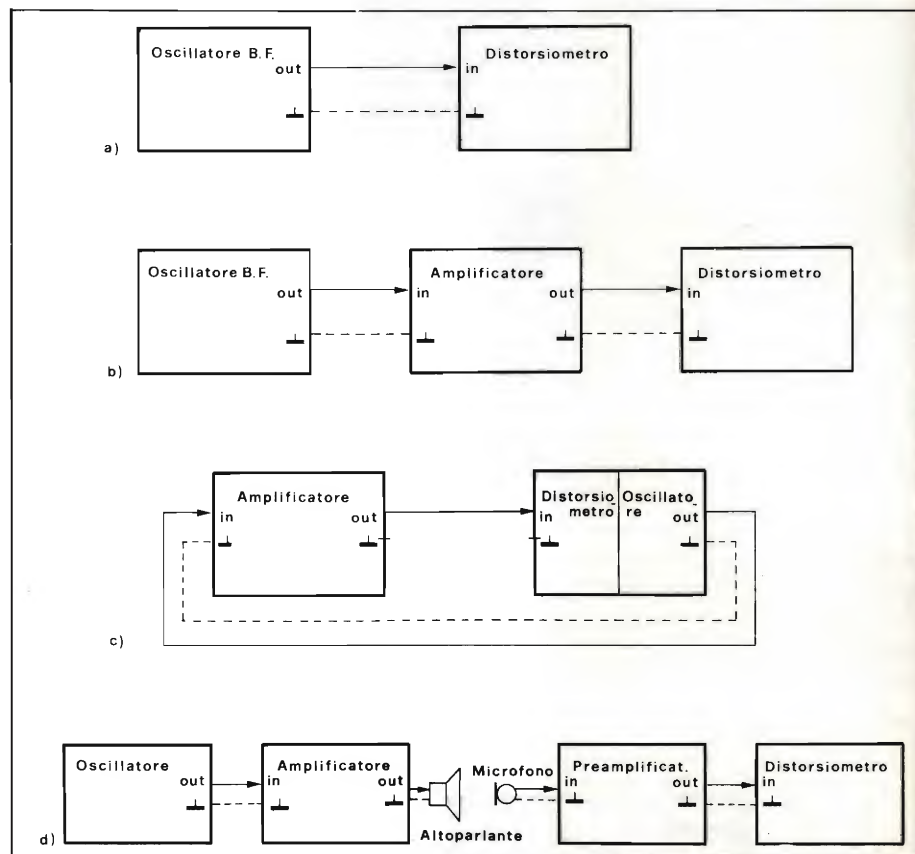 Oscillatore B.F.
out
Distorsiometro
in
a)
Oscillatore B.F.
out
Amplificatore
in
out
Distorsiometro
in
b)
Amplificatore
in
out
Distorsio-
metro
in
Oscillato-
re
out
c)
Oscillatore
out
Amplificatore
in
out
Altoparlante
Microfono
Preamplificat.
in
out
Distorsiometro
in
d)